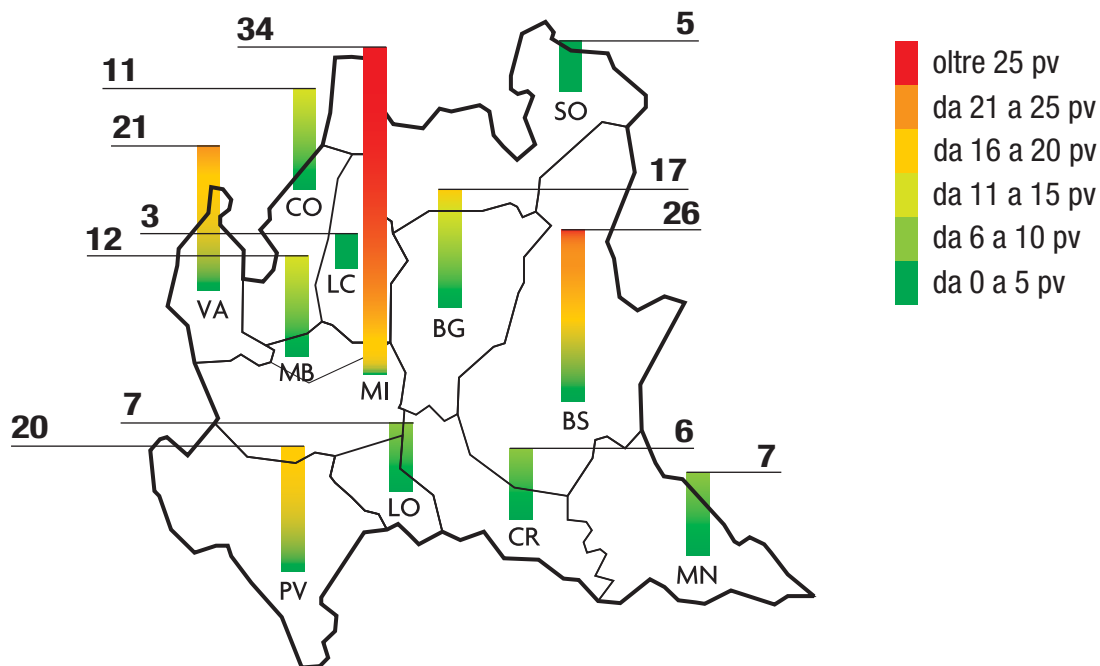 34
5
11
21
3
12
17
26
SO
CO
LC
VA
MB
MI
BG
BS
7
20
6
7
LO
CR
MN
PV
oltre 25 pv
da 21 a 25 pv
da 16 a 20 pv
da 11 a 15 pv
da 6 a 10 pv
da 0 a 5 pv